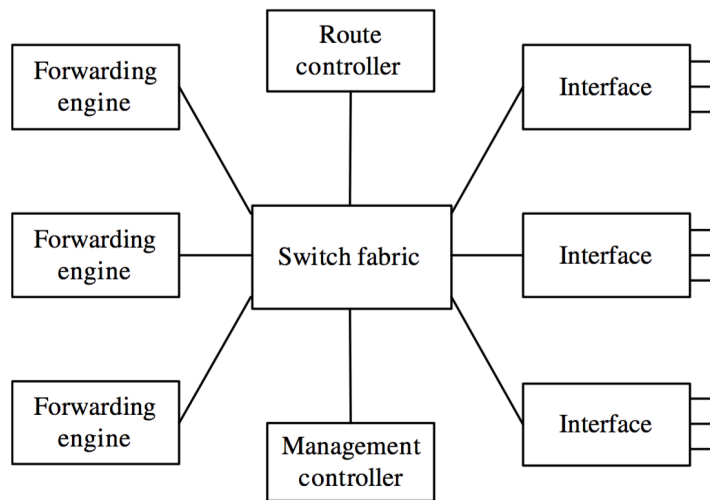 Route
controller
Forwarding
engine
Interface
Forwarding
engine
Switch fabric
Interface
Forwarding
engine
Management
controller
Interface